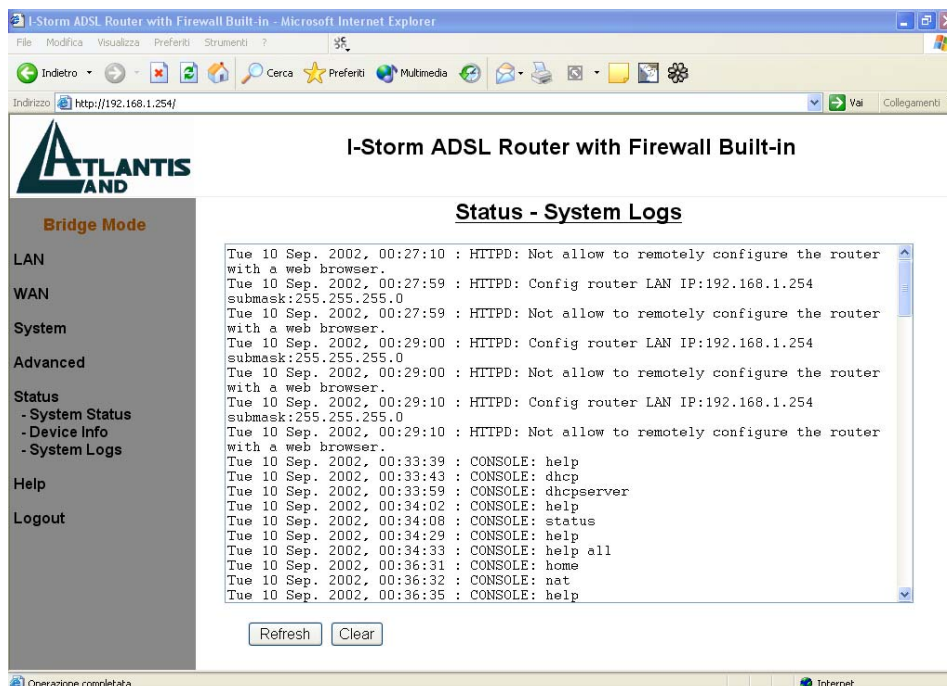 I-Storm ADSL Router with Firewall Built-in - Microsoft Internet Explorer
File Modifica Visualizza Preferiti Strumenti ?
Indietro Cerca Preferiti Multimedia
Indirizzo http://192.168.1.254/ Vai Collegamenti
ATLANTIS
LAND
I-Storm ADSL Router with Firewall Built-in
Bridge Mode
LAN
WAN
System
Advanced
Status
- System Status
- Device Info
- System Logs
Help
Logout
Status - System Logs
Tue 10 Sep. 2002, 00:27:10 : HTTPD: Not allow to remotely configure the router
with a web browser.
Tue 10 Sep. 2002, 00:27:59 : HTTPD: Config router LAN IP:192.168.1.254
submask:255.255.255.0
Tue 10 Sep. 2002, 00:27:59 : HTTPD: Not allow to remotely configure the router
with a web browser.
Tue 10 Sep. 2002, 00:29:00 : HTTPD: Config router LAN IP:192.168.1.254
submask:255.255.255.0
Tue 10 Sep. 2002, 00:29:00 : HTTPD: Not allow to remotely configure the router
with a web browser.
Tue 10 Sep. 2002, 00:29:10 : HTTPD: Config router LAN IP:192.168.1.254
submask:255.255.255.0
Tue 10 Sep. 2002, 00:29:10 : HTTPD: Not allow to remotely configure the router
with a web browser.
Tue 10 Sep. 2002, 00:33:39 : CONSOLE: help
Tue 10 Sep. 2002, 00:33:43 : CONSOLE: dhcp
Tue 10 Sep. 2002, 00:33:59 : CONSOLE: dhcpserver
Tue 10 Sep. 2002, 00:34:02 : CONSOLE: help
Tue 10 Sep. 2002, 00:34:08 : CONSOLE: status
Tue 10 Sep. 2002, 00:34:29 : CONSOLE: help
Tue 10 Sep. 2002, 00:34:33 : CONSOLE: help all
Tue 10 Sep. 2002, 00:36:31 : CONSOLE: home
Tue 10 Sep. 2002, 00:36:32 : CONSOLE: nat
Tue 10 Sep. 2002, 00:36:35 : CONSOLE: help
Refresh Clear
Operazione completata Internet